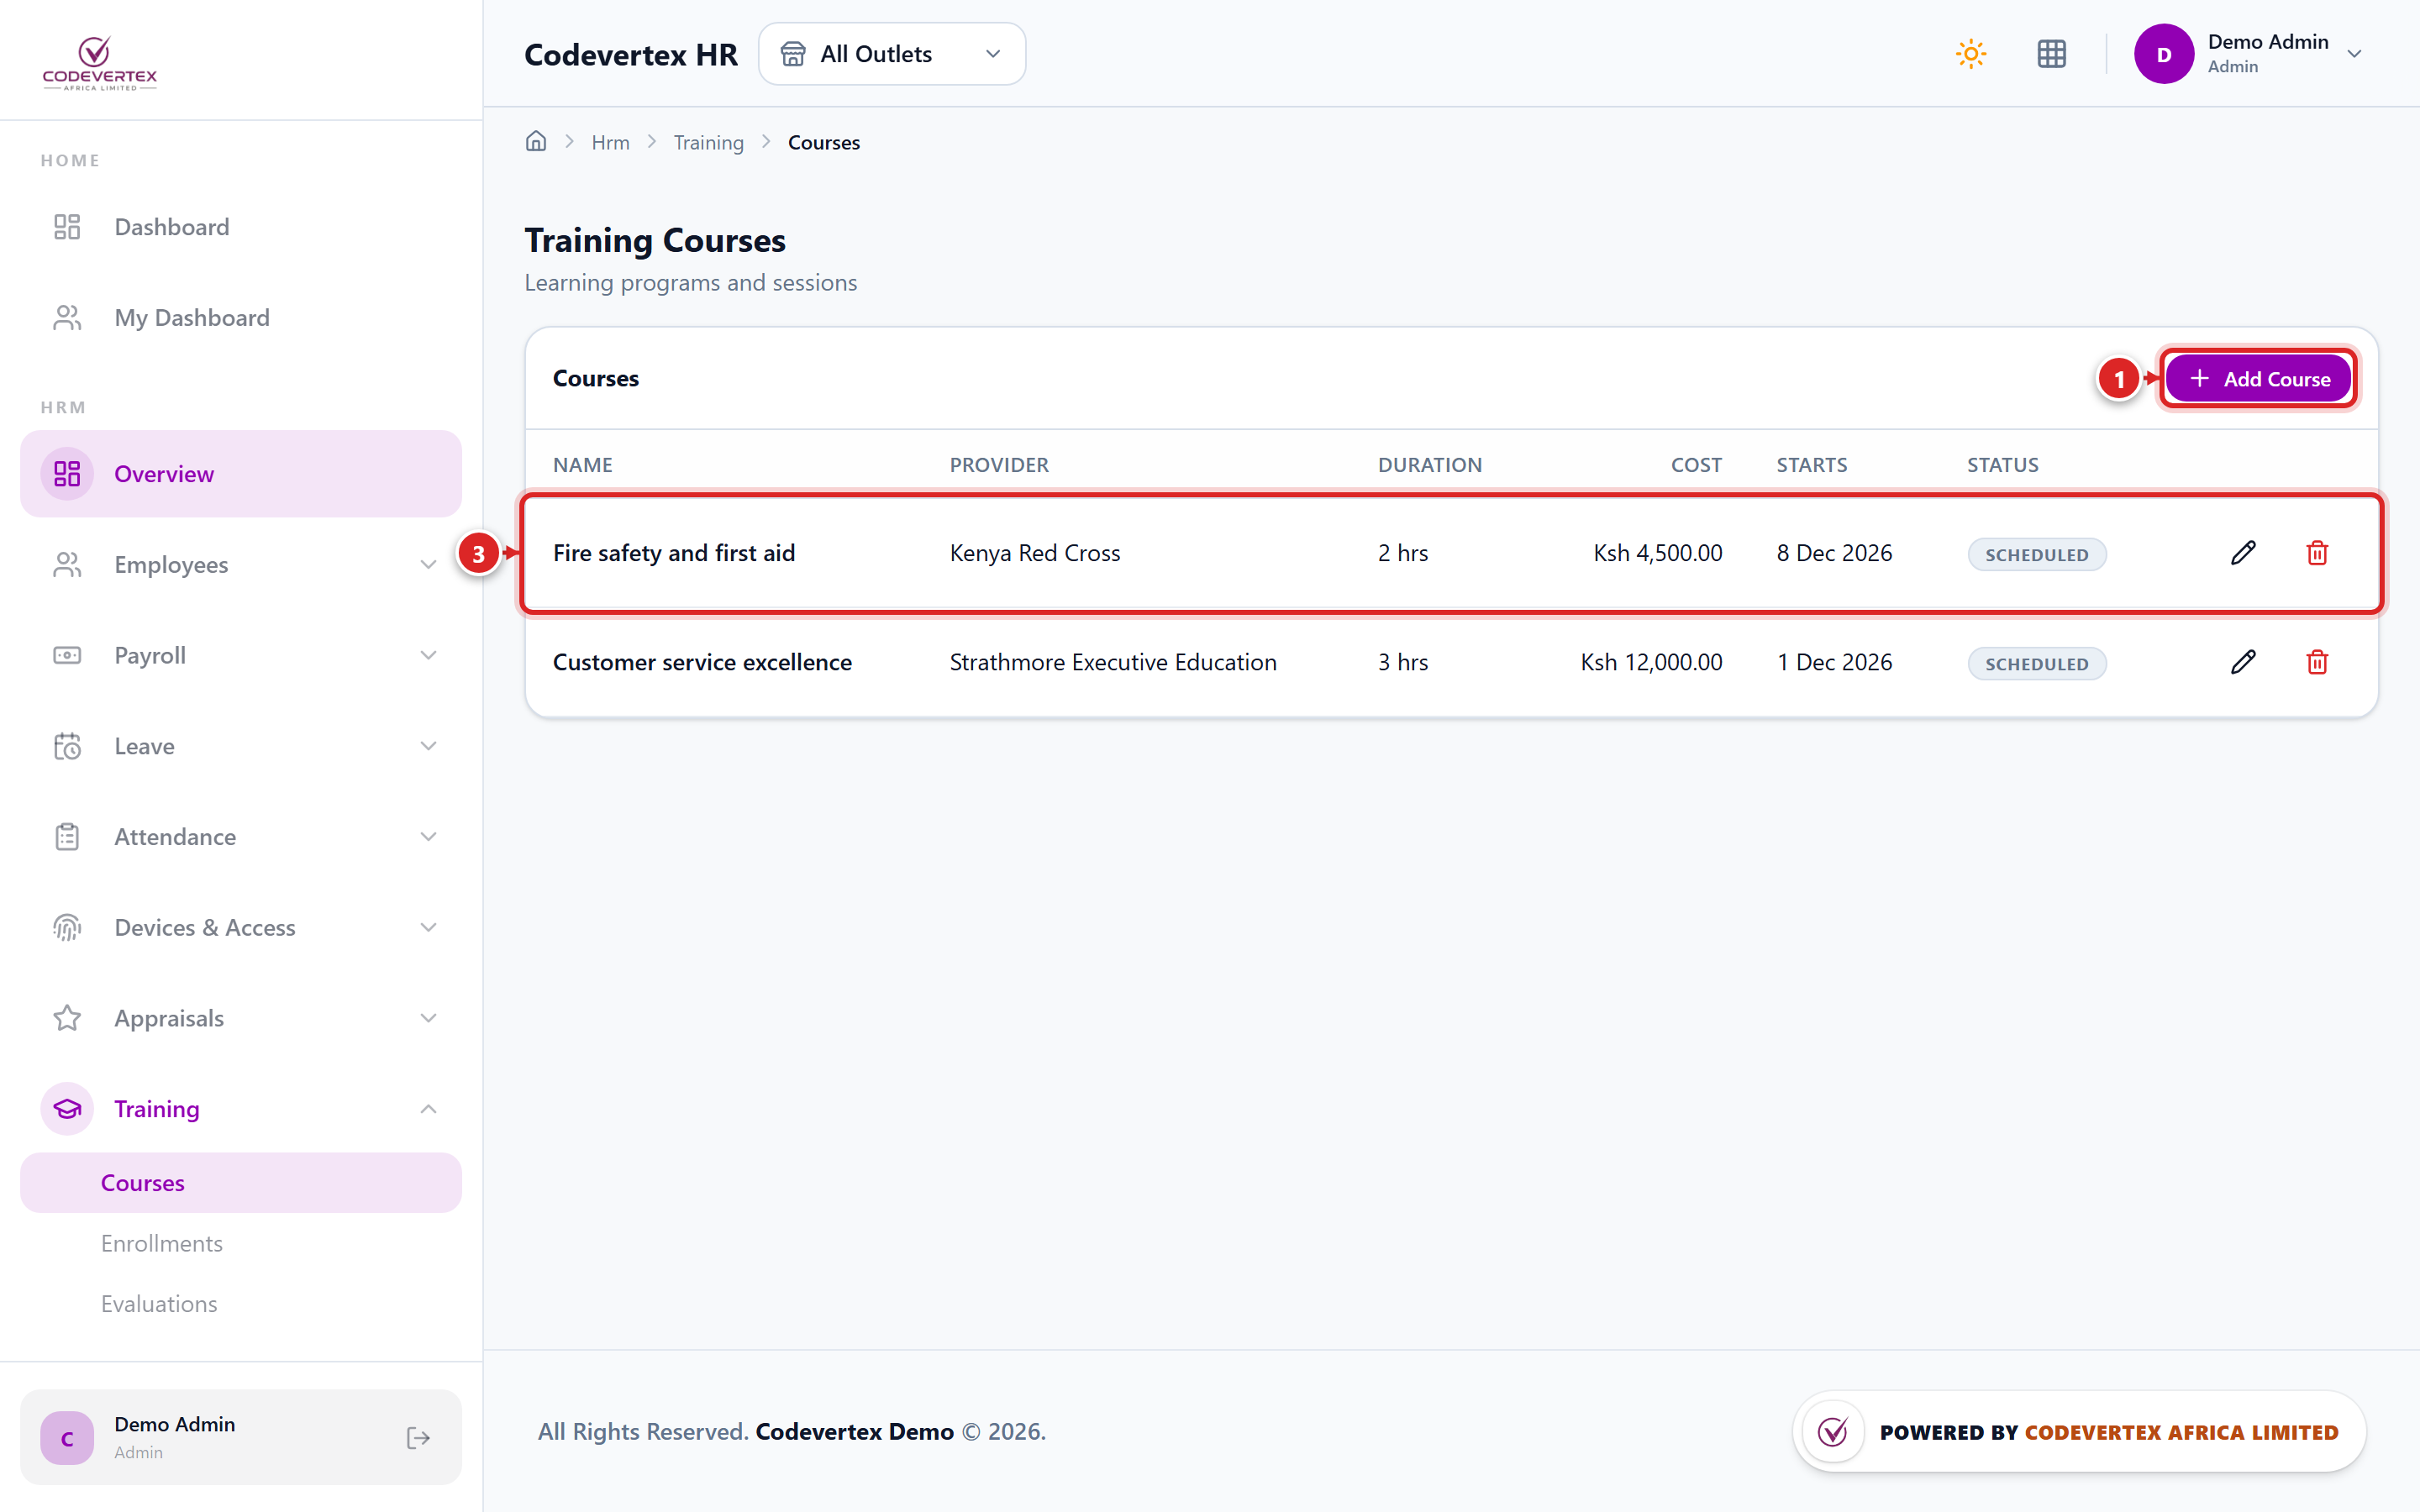 CODEVERTEX
AFRICA LIMITED
HOME
Dashboard
My Dashboard
HRM
Overview
Employees
Payroll
Leave
Attendance
Devices & Access
Appraisals
Training
Courses
Enrollments
Evaluations
C
Demo Admin
Admin
Codevertex HR
All Outlets
D
Demo Admin
Admin
Hrm
Training
Courses
Training Courses
Learning programs and sessions
Courses
1
Add Course
NAME PROVIDER DURATION COST STARTS STATUS
3
Fire safety and first aid Kenya Red Cross 2 hrs Ksh 4,500.00 8 Dec 2026 SCHEDULED
Customer service excellence Strathmore Executive Education 3 hrs Ksh 12,000.00 1 Dec 2026 SCHEDULED
All Rights Reserved. Codevertex Demo © 2026.
POWERED BY CODEVERTEX AFRICA LIMITED